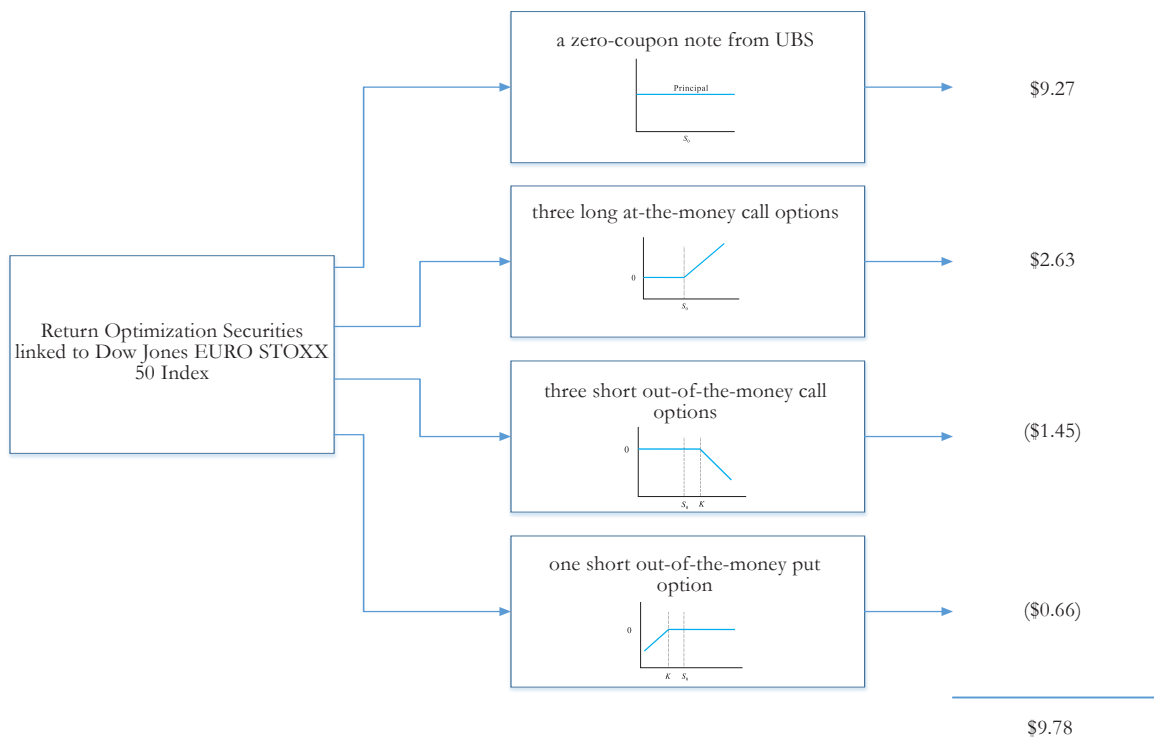 a zero-coupon note from UBS
Principal
S₀
$9.27
three long at-the-money call options
0
S₀
$2.63
Return Optimization Securities
linked to Dow Jones EURO STOXX
50 Index
three short out-of-the-money call
options
0
S₀ K
($1.45)
one short out-of-the-money put
option
0
K S₀
($0.66)
$9.78